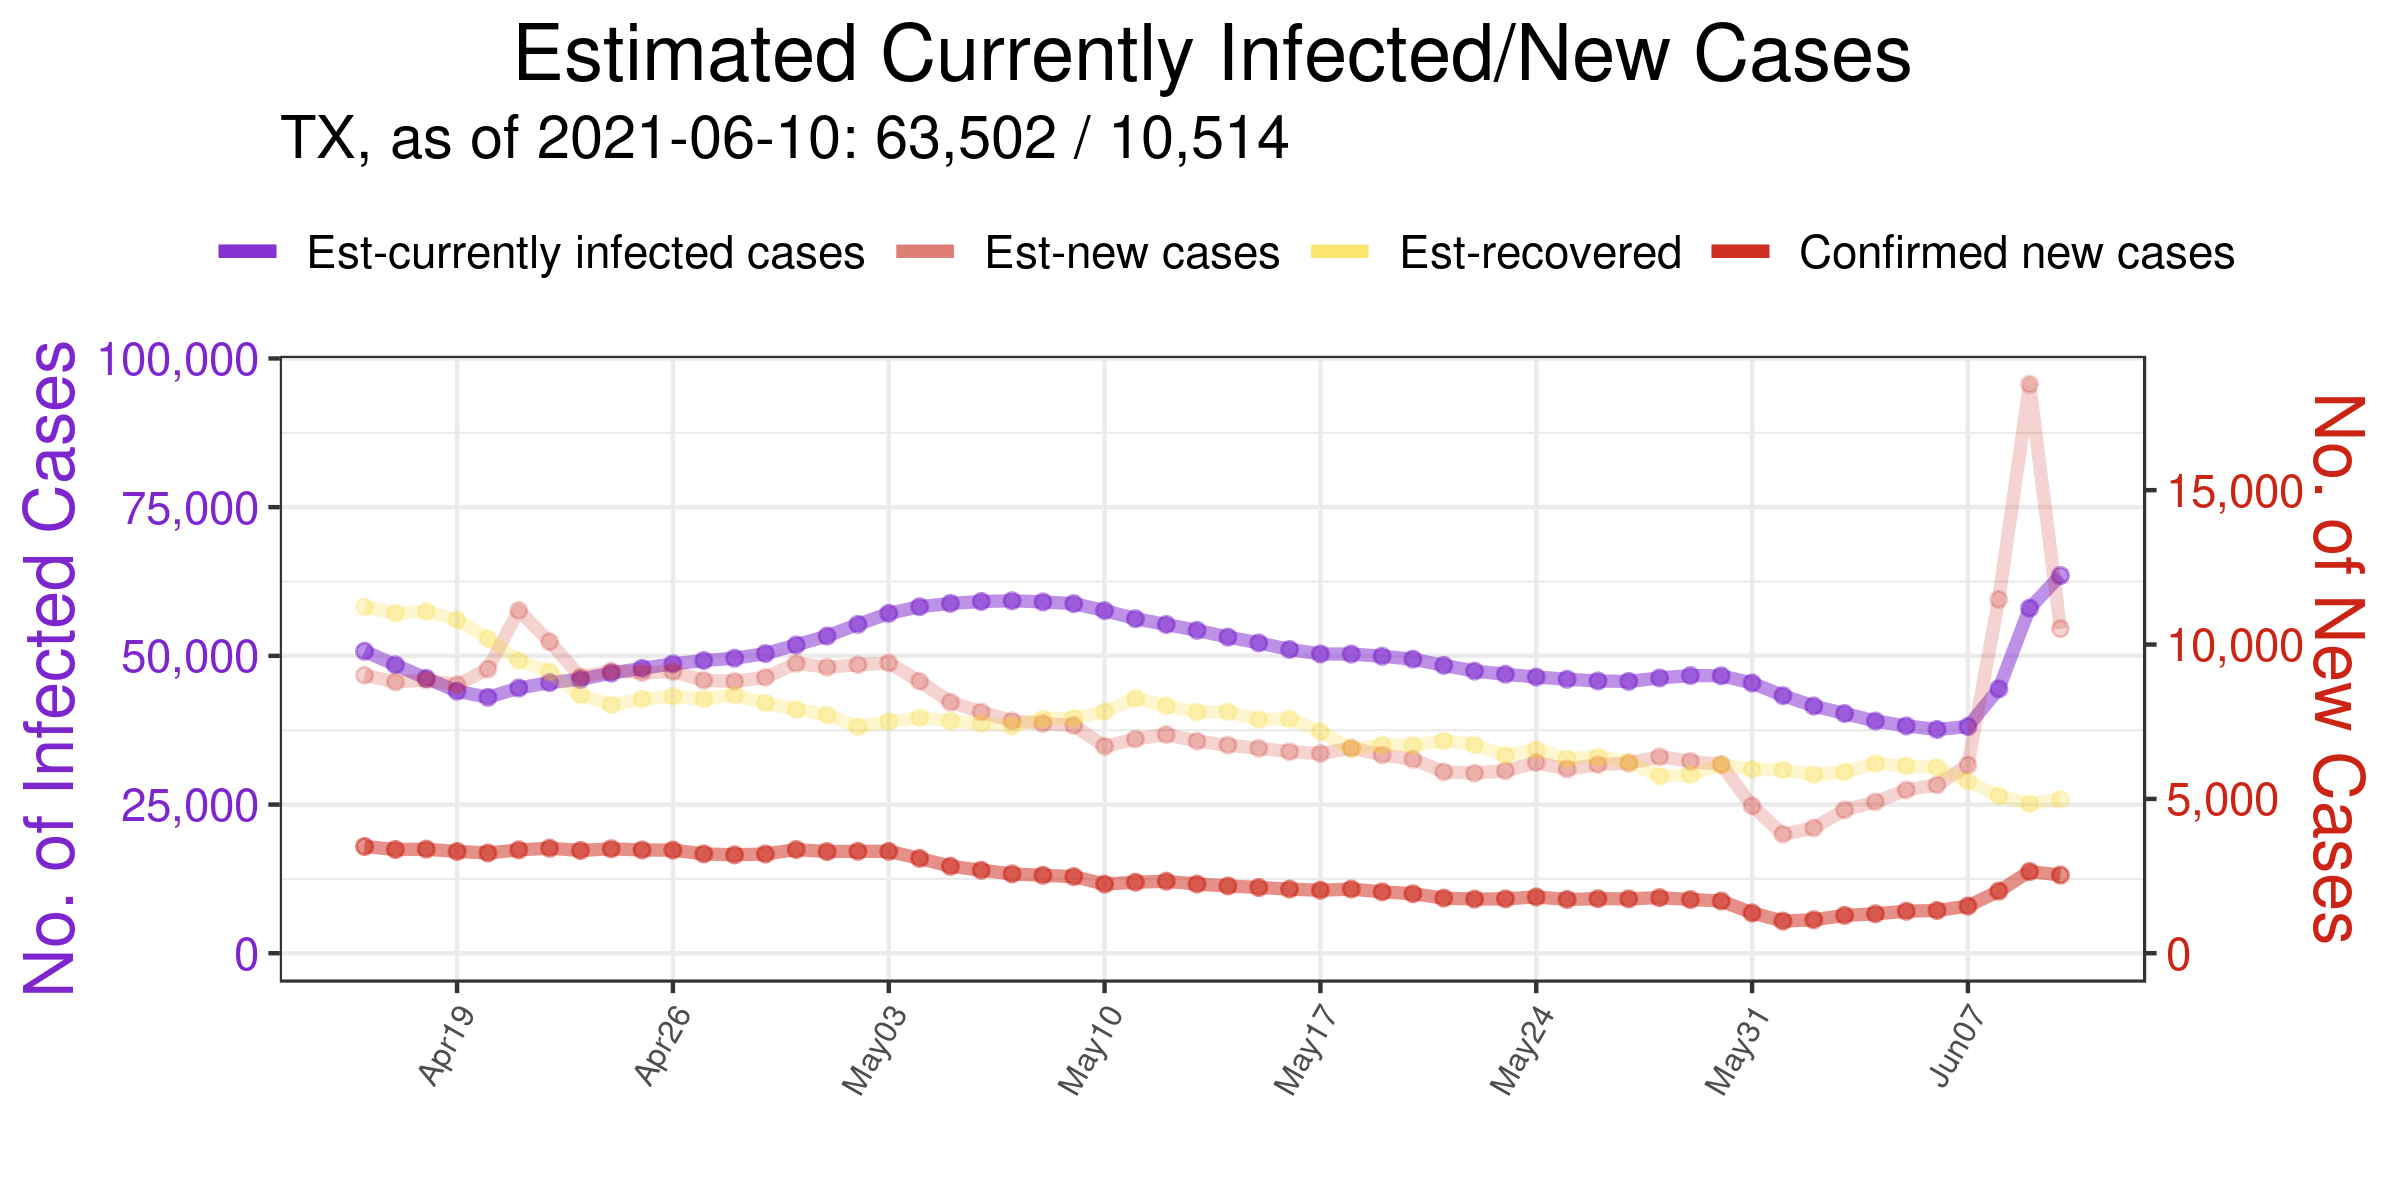 Estimated Currently Infected/New Cases
TX, as of 2021-06-10: 63,502 / 10,514
Est-currently infected cases
Est-new cases
Est-recovered
Confirmed new cases
No. of Infected Cases
100,000
75,000
50,000
25,000
0
No. of New Cases
15,000
10,000
5,000
0
Apr19
Apr26
May03
May10
May17
May24
May31
Jun07